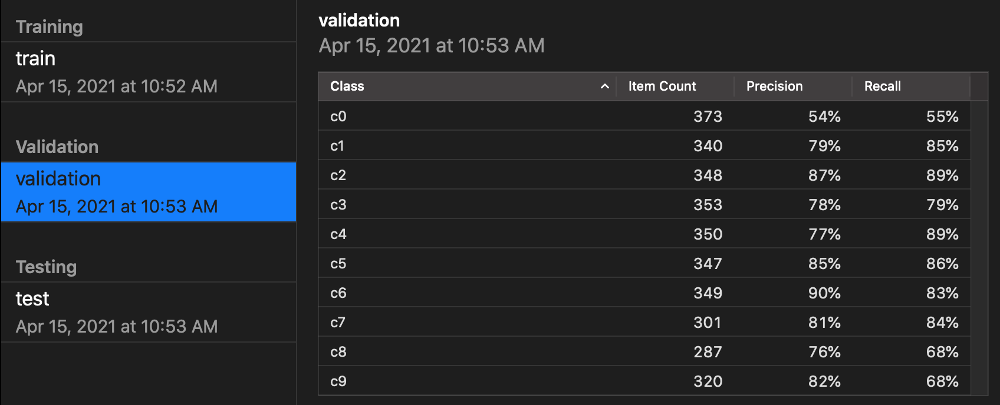 Training
train
Apr 15, 2021 at 10:52 AM
Validation
validation
Apr 15, 2021 at 10:53 AM
Testing
test
Apr 15, 2021 at 10:53 AM
validation
Apr 15, 2021 at 10:53 AM
Class Item Count Precision Recall
c0 373 54% 55%
c1 340 79% 85%
c2 348 87% 89%
c3 353 78% 79%
c4 350 77% 89%
c5 347 85% 86%
c6 349 90% 83%
c7 301 81% 84%
c8 287 76% 68%
c9 320 82% 68%